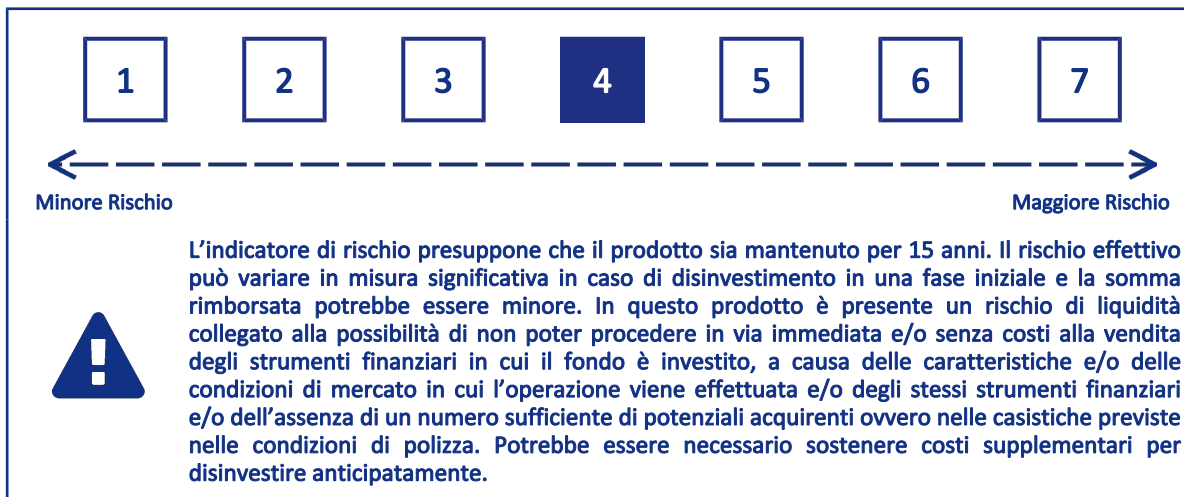 1 2 3 4 5 6 7
Minore Rischio Maggiore Rischio
L'indicatore di rischio presuppone che il prodotto sia mantenuto per 15 anni. Il rischio effettivo
può variare in misura significativa in caso di disinvestimento in una fase iniziale e la somma
rimborsata potrebbe essere minore. In questo prodotto è presente un rischio di liquidità
collegato alla possibilità di non poter procedere in via immediata e/o senza costi alla vendita
degli strumenti finanziari in cui il fondo è investito, a causa delle caratteristiche e/o delle
condizioni di mercato in cui l'operazione viene effettuata e/o degli stessi strumenti finanziari
e/o dell'assenza di un numero sufficiente di potenziali acquirenti ovvero nelle casistiche previste
nelle condizioni di polizza. Potrebbe essere necessario sostenere costi supplementari per
disinvestire anticipatamente.